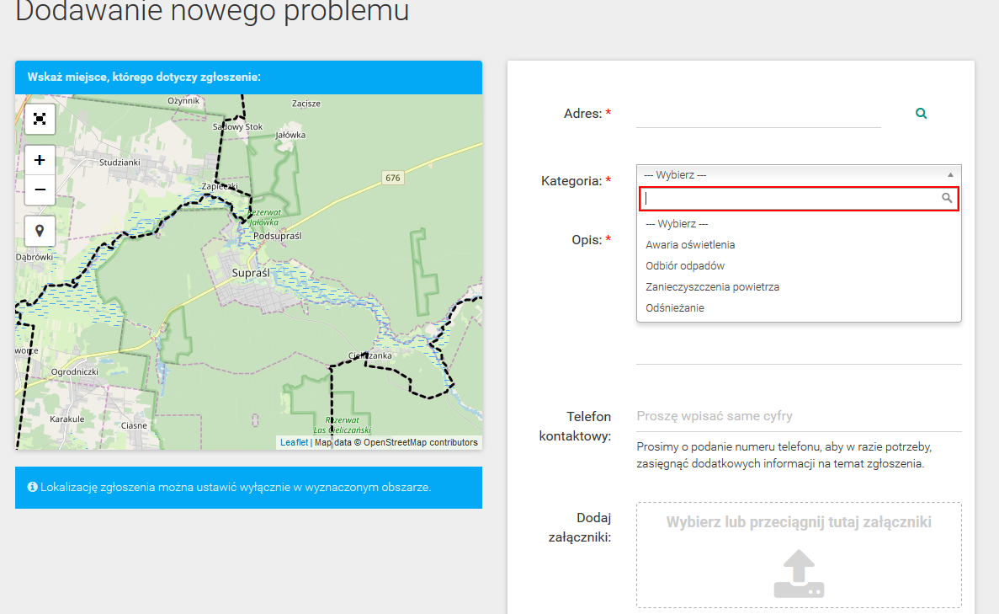 Dodawanie nowego problemu
Wskaż miejsce, którego dotyczy zgłoszenie:
Ożynnik
Zacisze
Sadowy Stok
Jałówka
Studzianki
676
Zapieczki
Rezerwat
Jałówka
Podsupraśl
Dąbrówki
Supraśl
Cieliczanka
Ogrodniczki
Karakule
Ciasne
Rezerwat
Las Cieliczański
Leaflet | Map data © OpenStreetMap contributors
Lokalizację zgłoszenia można ustawić wyłącznie w wyznaczonym obszarze.
Adres: *
Kategoria: *
--- Wybierz ---
--- Wybierz ---
Awaria oświetlenia
Odbiór odpadów
Zanieczyszczenia powietrza
Odśnieżanie
Opis: *
Telefon
kontaktowy:
Proszę wpisać same cyfry
Prosimy o podanie numeru telefonu, aby w razie potrzeby,
zasięgnąć dodatkowych informacji na temat zgłoszenia.
Dodaj
załączniki:
Wybierz lub przeciągnij tutaj załączniki